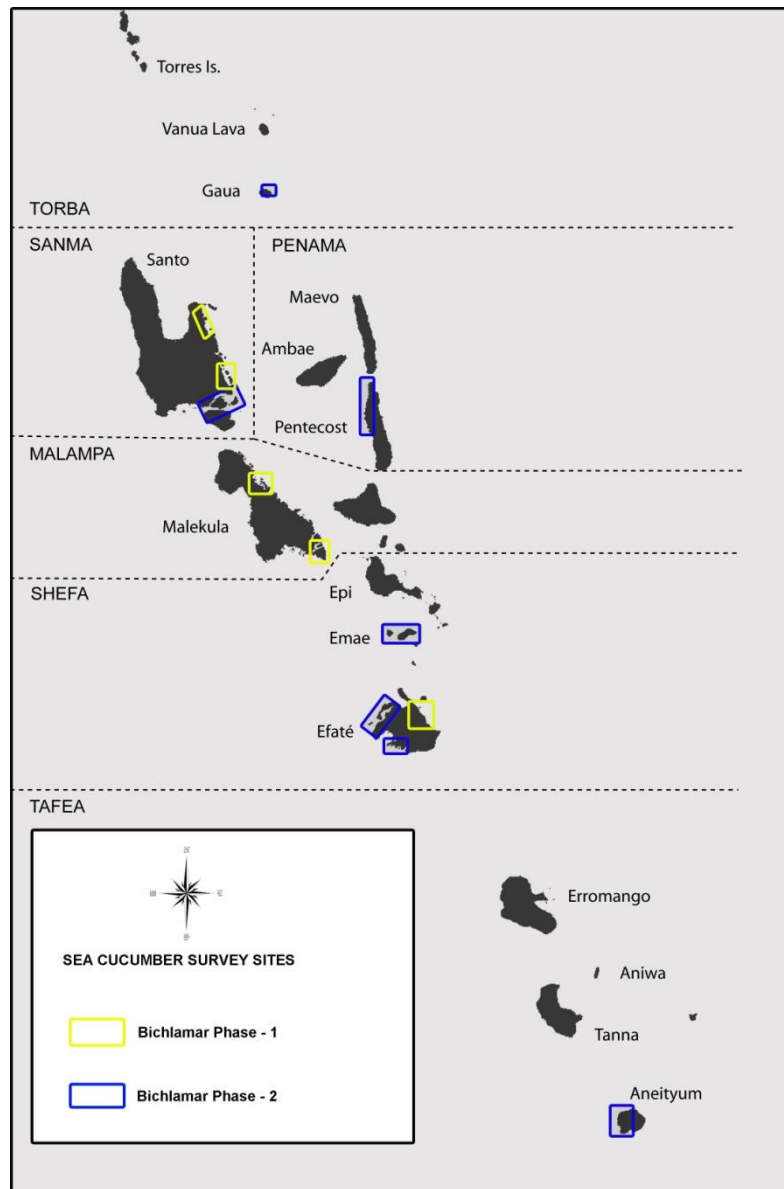 Torres Is.
Vanua Lava
Gaua
TORBA
SANMA
PENAMA
Santo
Maevo
Ambae
Pentecost
MALAMPA
Malekula
SHEFA
Epi
Emae
Efaté
TAFEA
Erromango
Aniwa
Tanna
Aneityum
SEA CUCUMBER SURVEY SITES
Bichlamar Phase - 1
Bichlamar Phase - 2